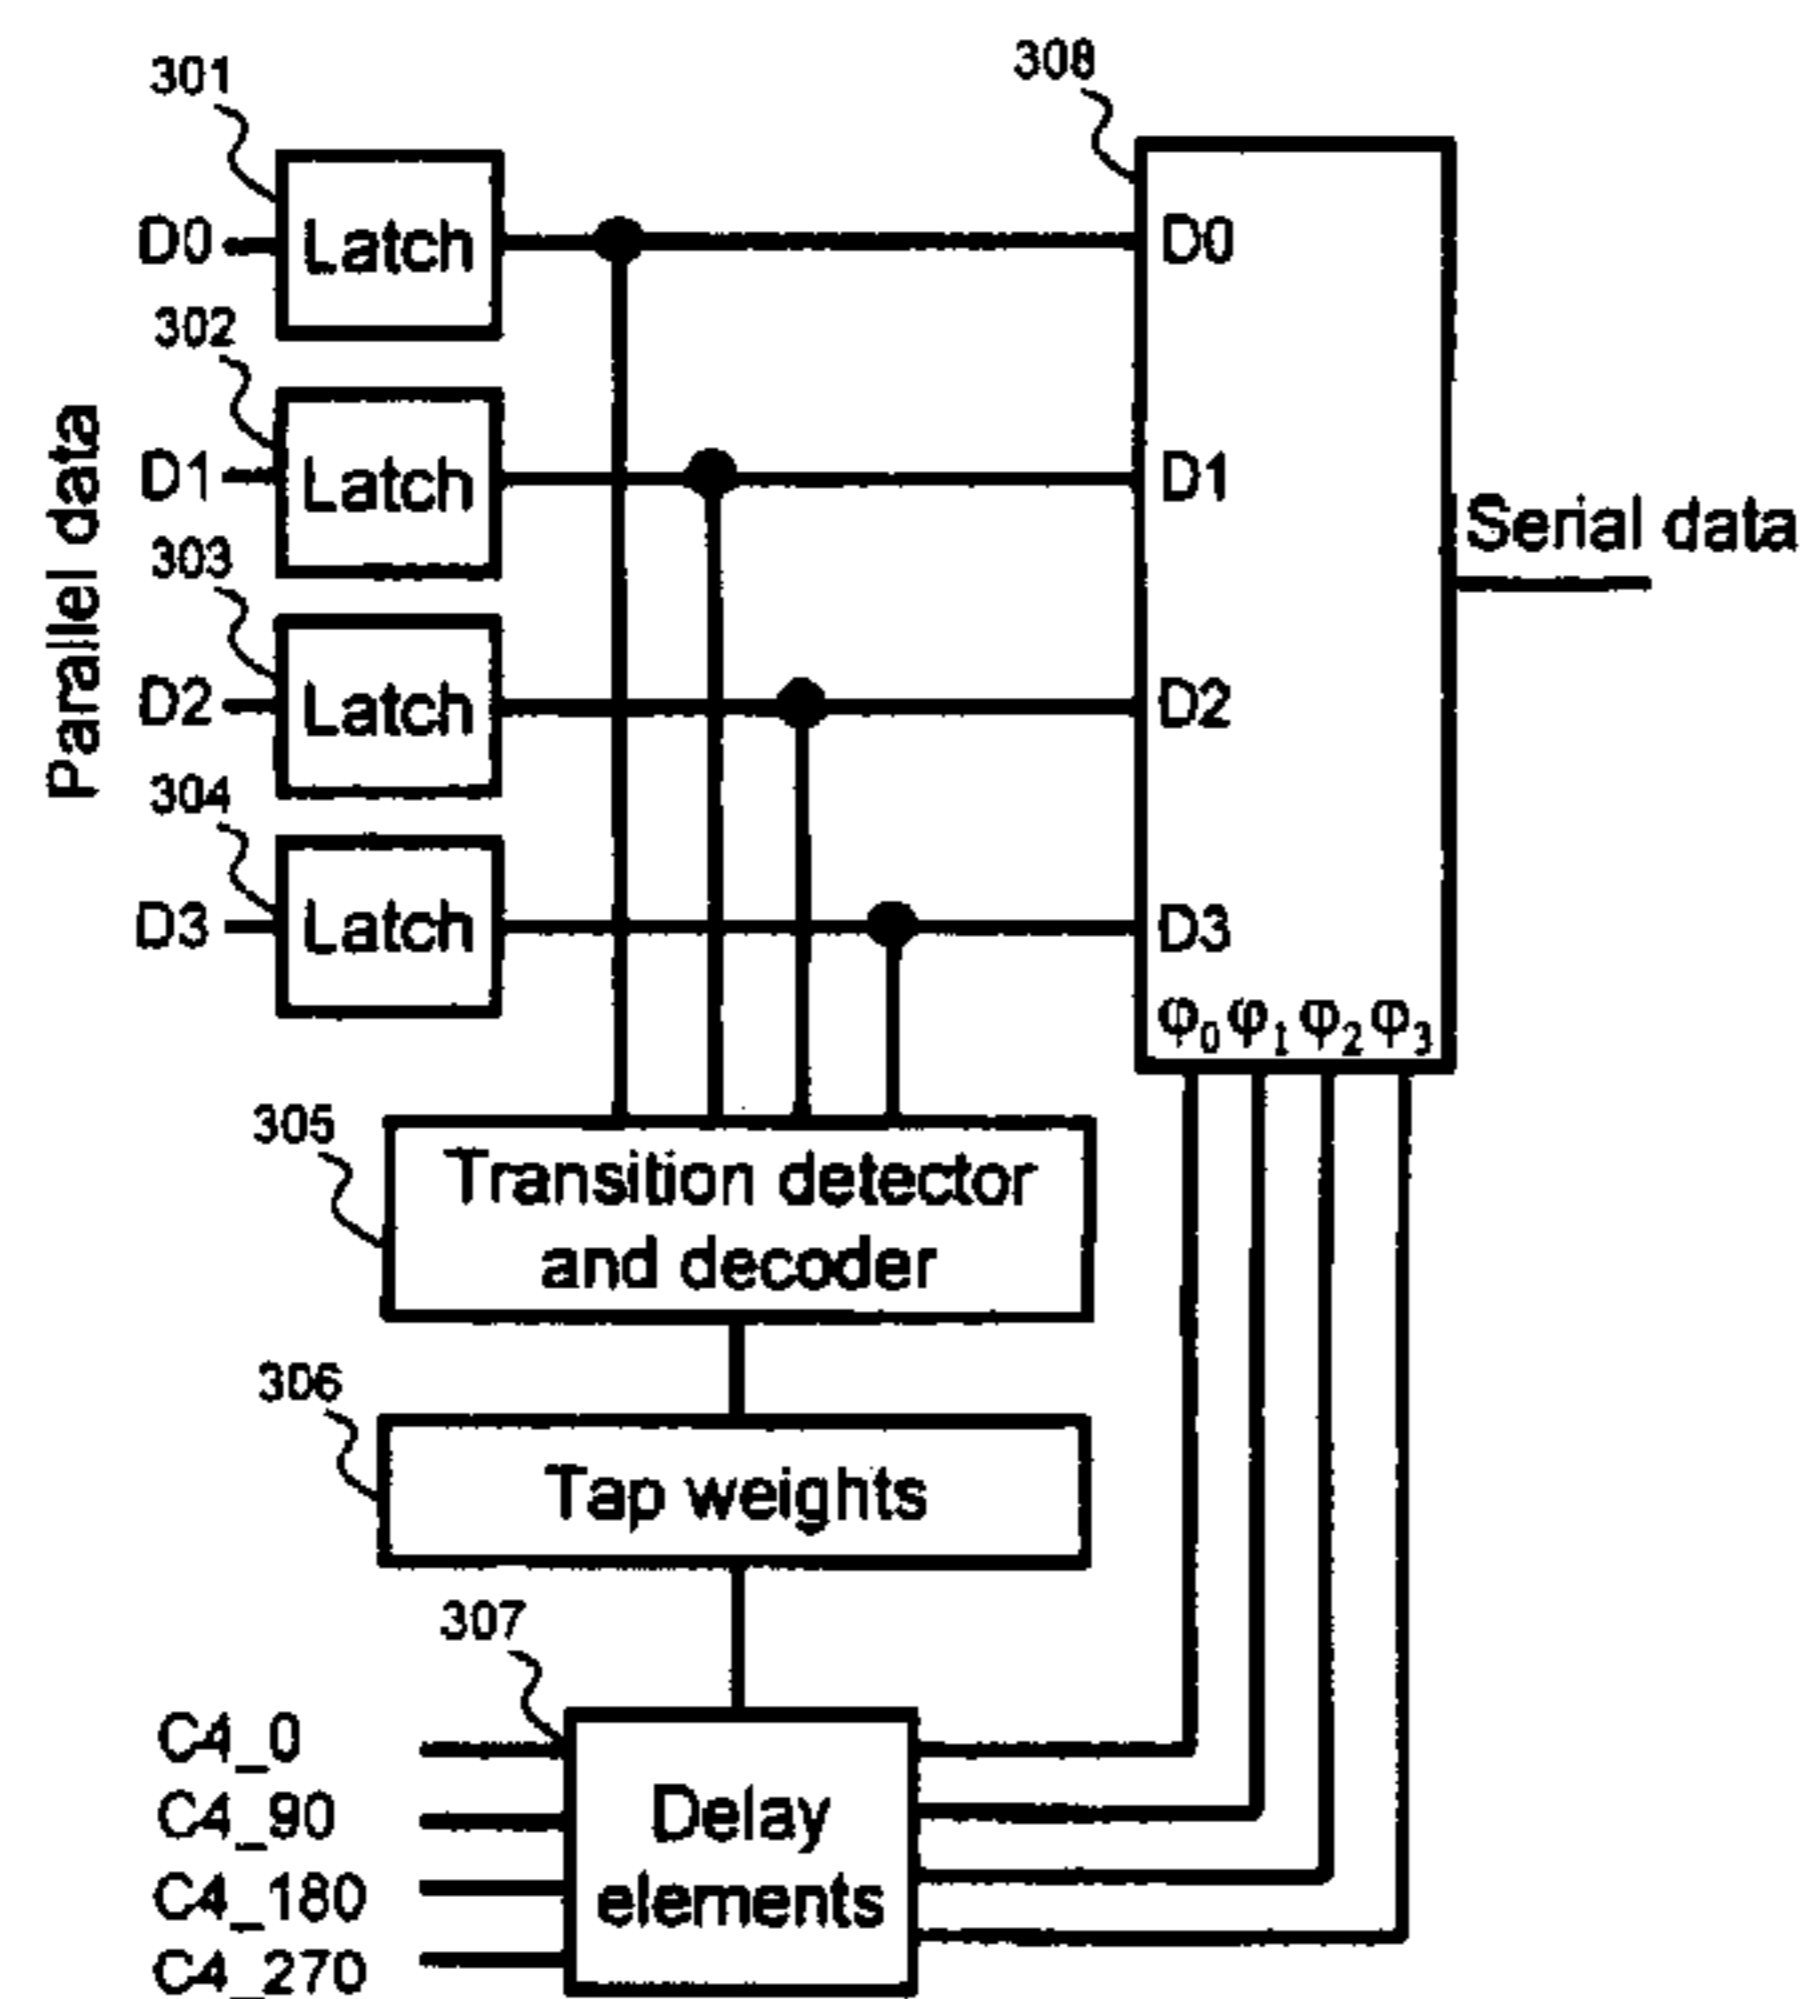 301
308
D0
Latch
D0
302
Parallel data
D1
Latch
D1
Serial data
303
D2
Latch
D2
304
D3
Latch
D3
φ0 φ1 φ2 φ3
305
Transition detector
and decoder
306
Tap weights
307
C4_0
C4_90
C4_180
C4_270
Delay
elements